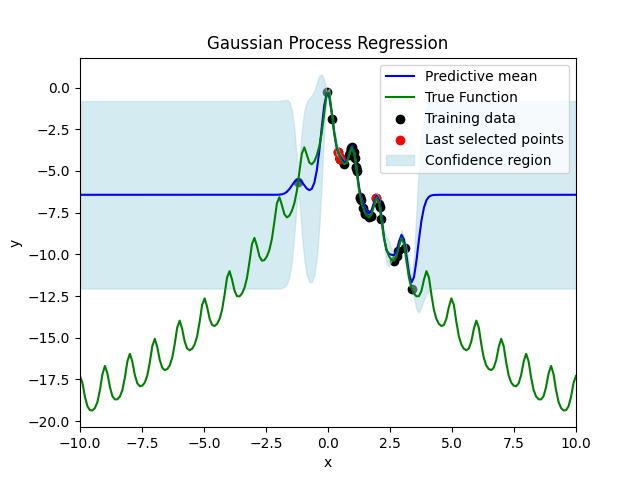 Gaussian Process Regression
Predictive mean
True Function
Training data
Last selected points
Confidence region
y
0.0
−2.5
−5.0
−7.5
−10.0
−12.5
−15.0
−17.5
−20.0
−10.0 −7.5 −5.0 −2.5 0.0 2.5 5.0 7.5 10.0
x